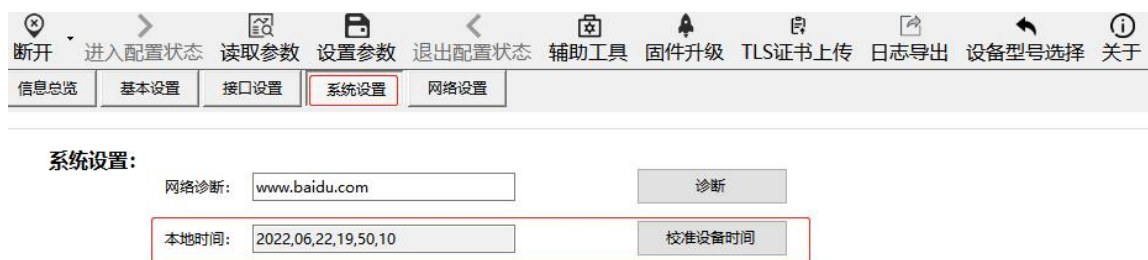 断开 进入配置状态 读取参数 设置参数 退出配置状态 辅助工具 固件升级 TLS证书上传 日志导出 设备型号选择 关于
信息总览 基本设置 接口设置 系统设置 网络设置
系统设置:
网络诊断: www.baidu.com 诊断
本地时间: 2022,06,22,19,50,10 校准设备时间